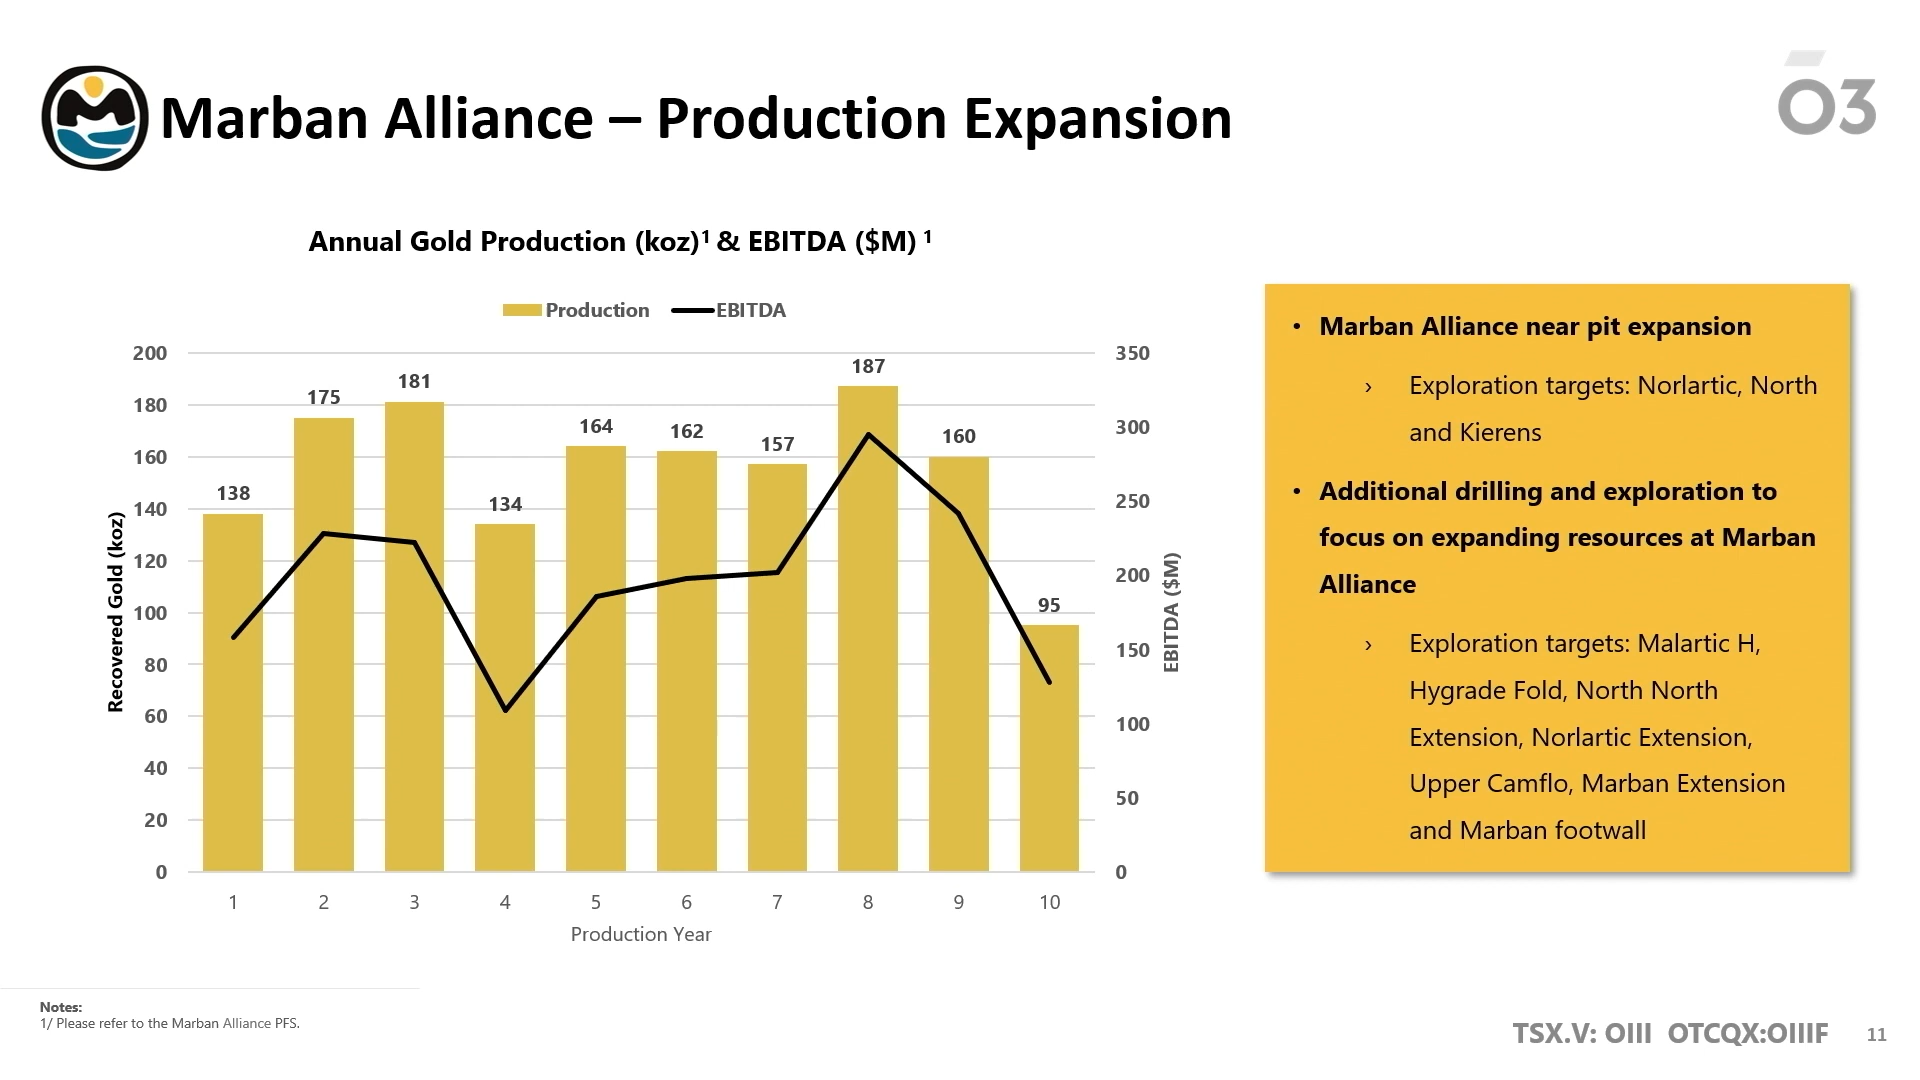 Marban Alliance – Production Expansion
Ō3
Annual Gold Production (koz)¹ & EBITDA ($M) ¹
Production EBITDA
Recovered Gold (koz)
200
180
160
140
120
100
80
60
40
20
0
138
175
181
134
164
162
157
187
160
95
350
300
250
200
150
100
50
0
EBITDA ($M)
1 2 3 4 5 6 7 8 9 10
Production Year
• Marban Alliance near pit expansion
› Exploration targets: Norlartic, North
and Kierens
• Additional drilling and exploration to
focus on expanding resources at Marban
Alliance
› Exploration targets: Malartic H,
Hygrade Fold, North North
Extension, Norlartic Extension,
Upper Camflo, Marban Extension
and Marban footwall
Notes:
1/ Please refer to the Marban Alliance PFS.
TSX.V: OIII OTCQX:OIIIF 11